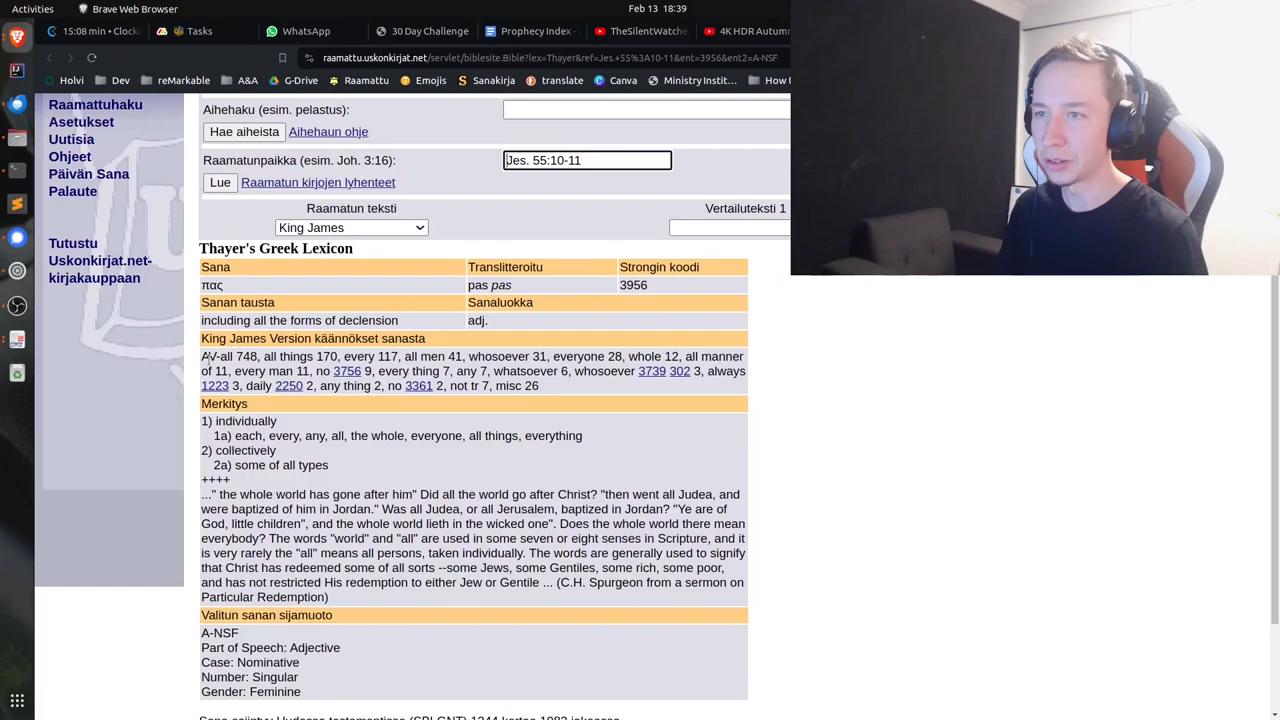 Activities
Brave Web Browser
Feb 13 18:39
15:08 min • Clocki
Tasks
WhatsApp
30 Day Challenge
Prophecy Index -
TheSilentWatche
4K HDR Autumn
raamattu.uskonkirjat.net/servlet/biblesite.Bible?lex=Thayer&ref=Jes.+55%3A10-11&ent=3956&ent2=A-NSF
Holvi
Dev
reMarkable
A&A
G-Drive
Raamattu
Emojis
Sanakirja
translate
Canva
Ministry Instit…
Raamattuhaku
Asetukset
Uutisia
Ohjeet
Päivän Sana
Palaute
Tutustu
Uskonkirjat.net-
kirjakauppaan
Aihehaku (esim. pelastus):
Hae aiheista Aihehaun ohje
Raamatunpaikka (esim. Joh. 3:16): Jes. 55:10-11
Lue Raamatun kirjojen lyhenteet
Raamatun teksti Vertailuteksti 1
King James
Thayer's Greek Lexicon
Sana Translitteroitu Strongin koodi
πας pas pas 3956
Sanan tausta Sanaluokka
including all the forms of declension adj.
King James Version käännökset sanasta
AV-all 748, all things 170, every 117, all men 41, whosoever 31, everyone 28, whole 12, all manner
of 11, every man 11, no 3756 9, every thing 7, any 7, whatsoever 6, whosoever 3739 302 3, always
1223 3, daily 2250 2, any thing 2, no 3361 2, not tr 7, misc 26
Merkitys
1) individually
1a) each, every, any, all, the whole, everyone, all things, everything
2) collectively
2a) some of all types
++++
..." the whole world has gone after him" Did all the world go after Christ? "then went all Judea, and
were baptized of him in Jordan." Was all Judea, or all Jerusalem, baptized in Jordan? "Ye are of
God, little children", and the whole world lieth in the wicked one". Does the whole world there mean
everybody? The words "world" and "all" are used in some seven or eight senses in Scripture, and it
is very rarely the "all" means all persons, taken individually. The words are generally used to signify
that Christ has redeemed some of all sorts --some Jews, some Gentiles, some rich, some poor,
and has not restricted His redemption to either Jew or Gentile ... (C.H. Spurgeon from a sermon on
Particular Redemption)
Valitun sanan sijamuoto
A-NSF
Part of Speech: Adjective
Case: Nominative
Number: Singular
Gender: Feminine
Sana esiintyy Uudessa testamentissa (SBLGNT) 1244 kertaa 1082 jakeessa